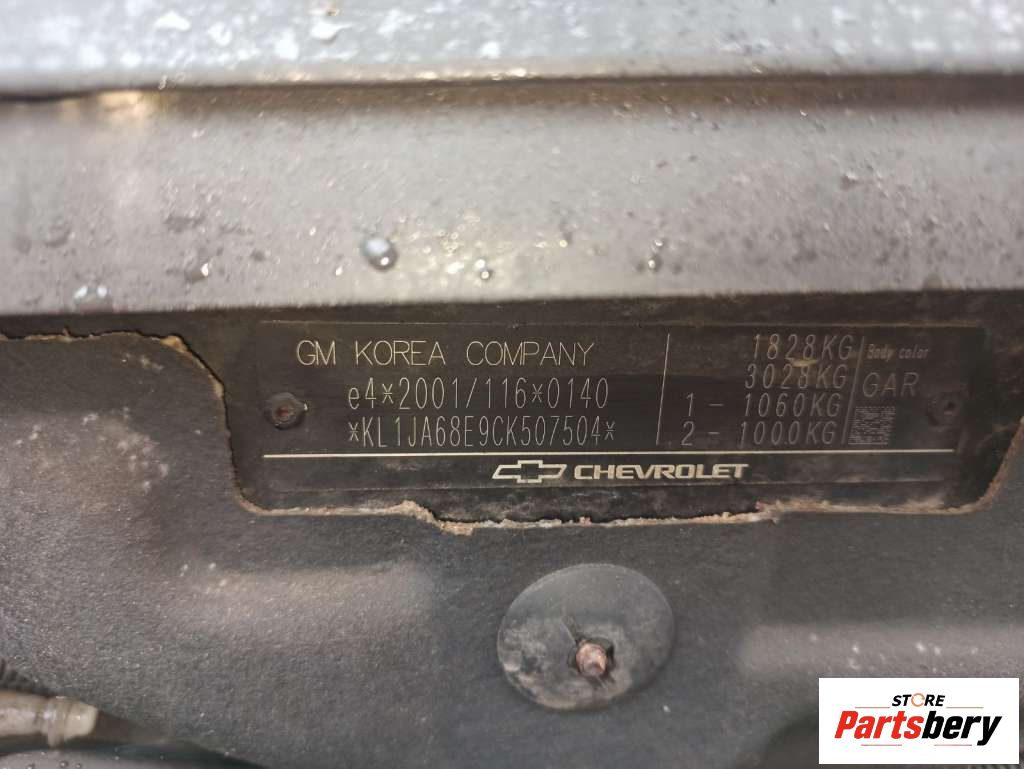 GM KOREA COMPANY
e4*2001/116*0140
*KL1JA68E9CK507504*
1828KG
3028KG
1 - 1060KG
2 - 1000KG
Body color
GAR
CHEVROLET
STORE
Partsbery